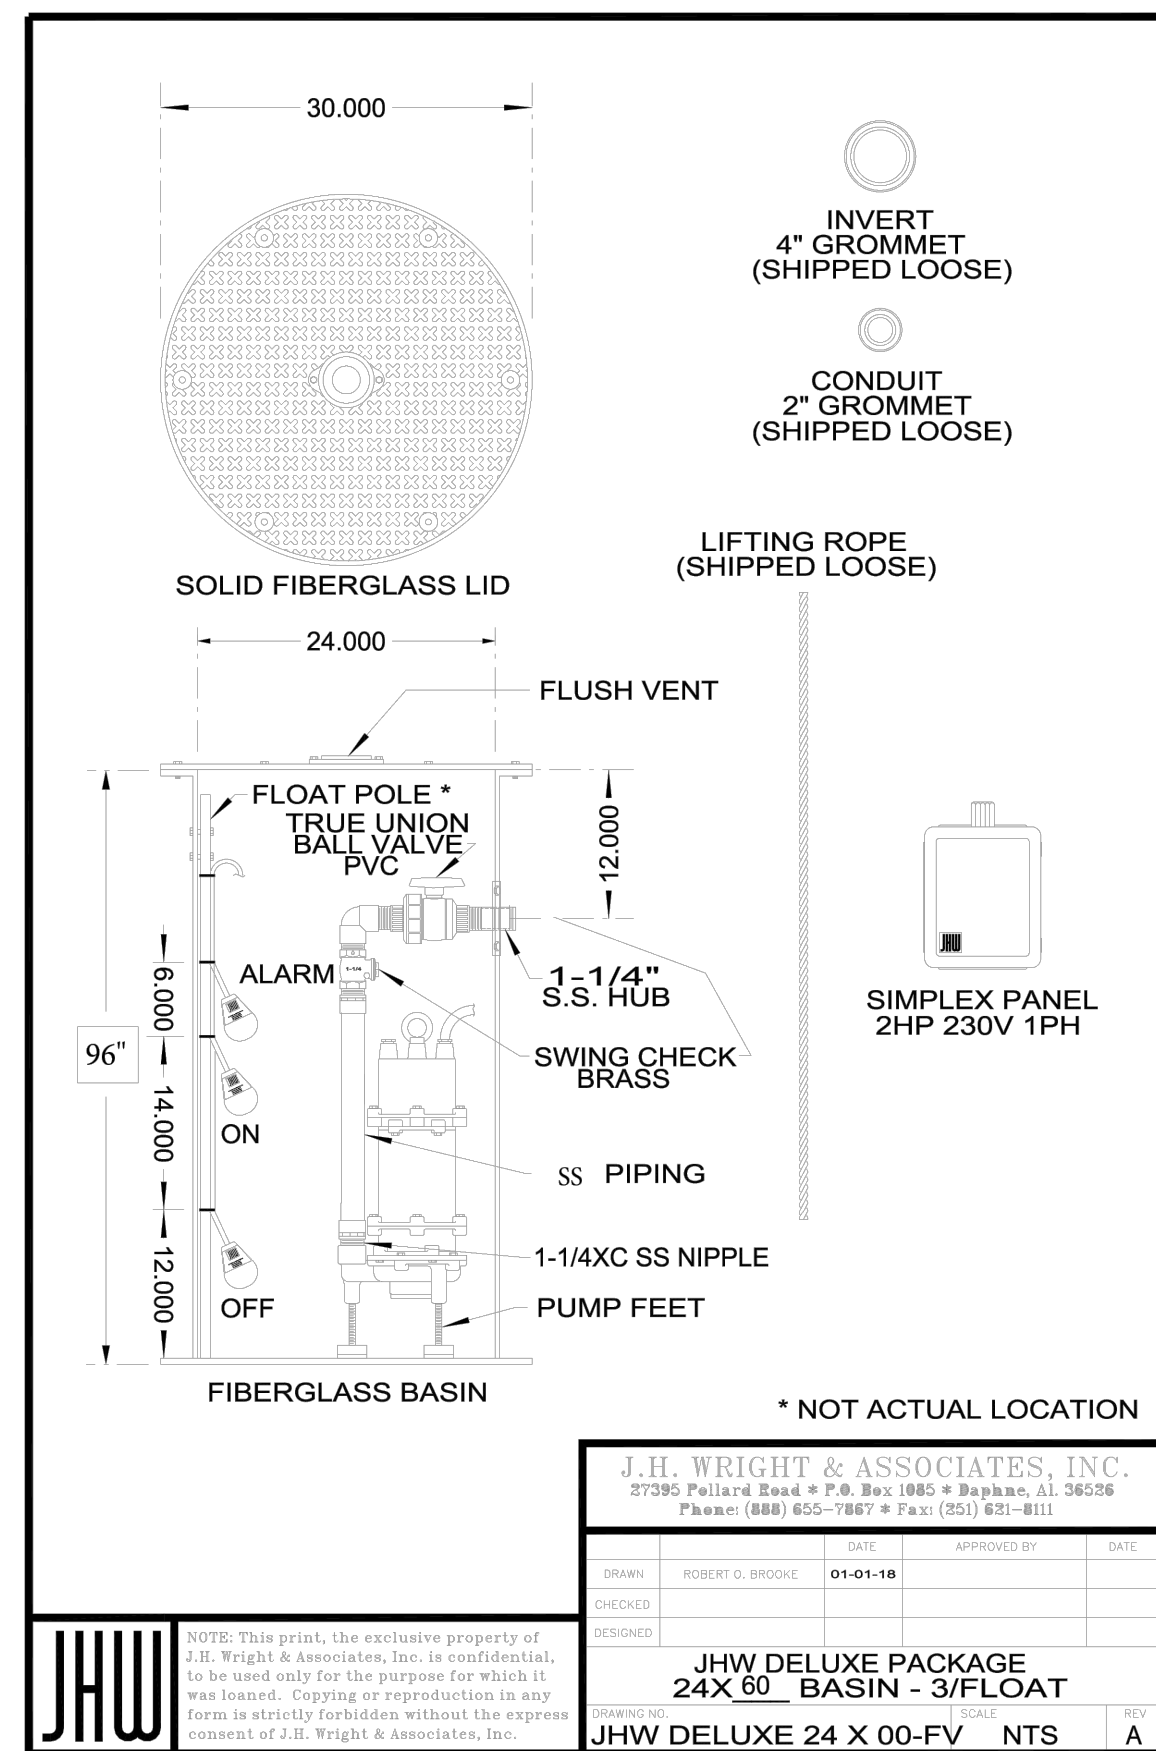 30.000
INVERT
4" GROMMET
(SHIPPED LOOSE)
CONDUIT
2" GROMMET
(SHIPPED LOOSE)
SOLID FIBERGLASS LID
LIFTING ROPE
(SHIPPED LOOSE)
24.000
FLUSH VENT
FLOAT POLE *
TRUE UNION
BALL VALVE
PVC
12.000
ALARM
1-1/4
1-1/4"
S.S. HUB
6.000
96"
SWING CHECK
BRASS
JHW
SIMPLEX PANEL
2HP 230V 1PH
14.000
ON
SS PIPING
12.000
1-1/4XC SS NIPPLE
OFF
PUMP FEET
FIBERGLASS BASIN
* NOT ACTUAL LOCATION
J.H. WRIGHT & ASSOCIATES, INC.
27395 Pollard Road * P.O. Box 1085 * Daphne, Al. 36526
Phone: (888) 655-7867 * Fax: (251) 621-8111
DATE APPROVED BY DATE
DRAWN ROBERT O. BROOKE 01-01-18
CHECKED
DESIGNED
JHW DELUXE PACKAGE
24X 60 BASIN - 3/FLOAT
DRAWING NO. SCALE REV
JHW DELUXE 24 X 00-FV NTS A
JHW
NOTE: This print, the exclusive property of
J.H. Wright & Associates, Inc. is confidential,
to be used only for the purpose for which it
was loaned. Copying or reproduction in any
form is strictly forbidden without the express
consent of J.H. Wright & Associates, Inc.